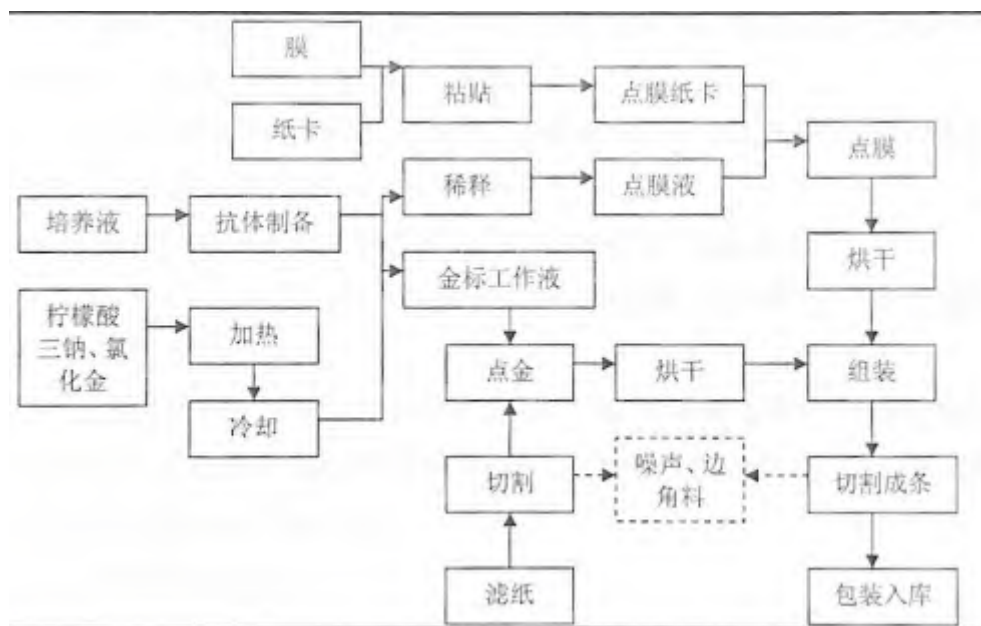 膜
粘贴
点膜纸卡
纸卡
点膜
稀释
点膜液
培养液
抗体制备
烘干
金标工作液
柠檬酸
三钠、氯
化金
加热
点金
烘干
组装
冷却
切割
噪声、边
角料
切割成条
滤纸
包装入库